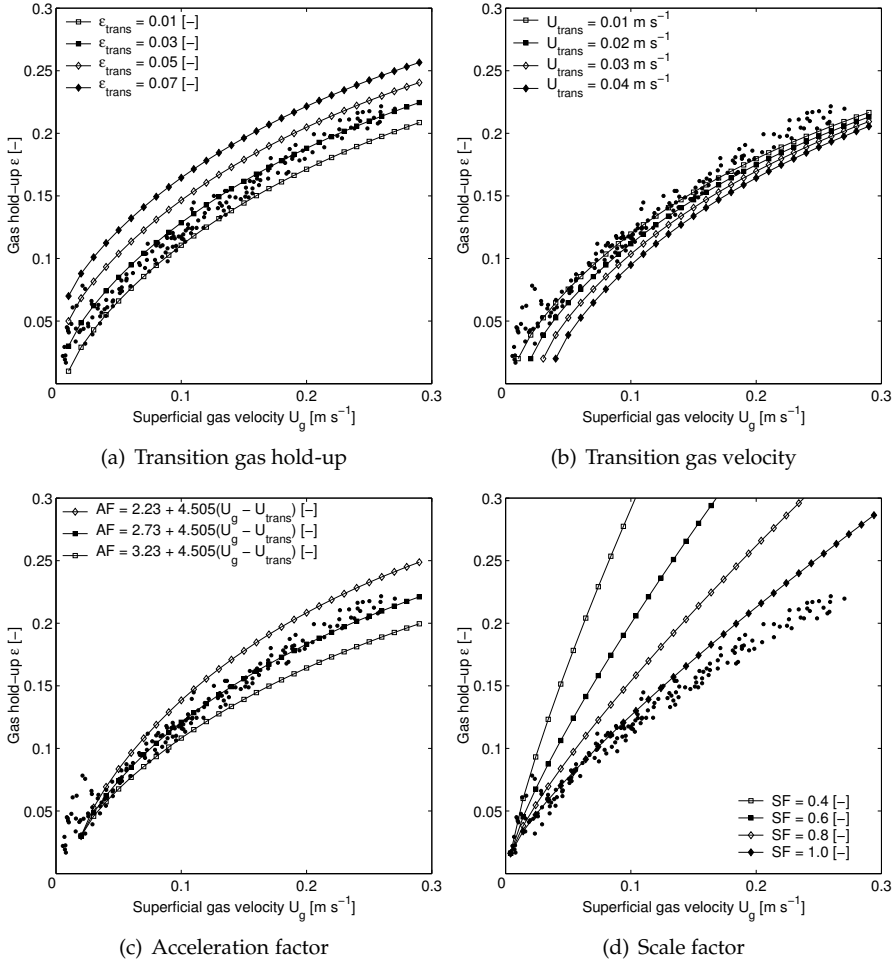 0.3
0.25
0.2
0.15
0.1
0.05
Gas hold−up ε [−]
ε_trans = 0.01 [−]
ε_trans = 0.03 [−]
ε_trans = 0.05 [−]
ε_trans = 0.07 [−]
0 0.1 0.2 0.3
Superficial gas velocity U_g [m s⁻¹]
(a) Transition gas hold-up
0.3
0.25
0.2
0.15
0.1
0.05
Gas hold−up ε [−]
U_trans = 0.01 m s⁻¹
U_trans = 0.02 m s⁻¹
U_trans = 0.03 m s⁻¹
U_trans = 0.04 m s⁻¹
0 0.1 0.2 0.3
Superficial gas velocity U_g [m s⁻¹]
(b) Transition gas velocity
0.3
0.25
0.2
0.15
0.1
0.05
Gas hold−up ε [−]
AF = 2.23 + 4.505(U_g − U_trans) [−]
AF = 2.73 + 4.505(U_g − U_trans) [−]
AF = 3.23 + 4.505(U_g − U_trans) [−]
0 0.1 0.2 0.3
Superficial gas velocity U_g [m s⁻¹]
(c) Acceleration factor
0.3
0.25
0.2
0.15
0.1
0.05
Gas hold−up ε [−]
SF = 0.4 [−]
SF = 0.6 [−]
SF = 0.8 [−]
SF = 1.0 [−]
0 0.1 0.2 0.3
Superficial gas velocity U_g [m s⁻¹]
(d) Scale factor